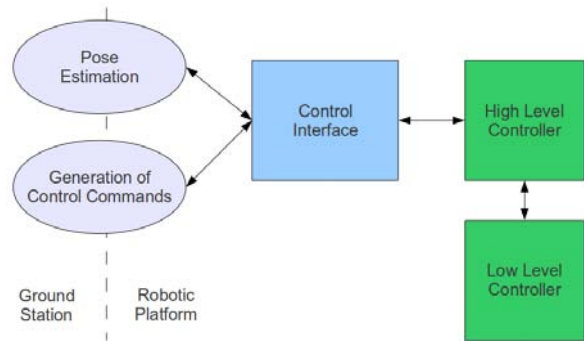 Pose
Estimation
Control
Interface
High Level
Controller
Generation of
Control Commands
Low Level
Controller
Ground
Station
Robotic
Platform